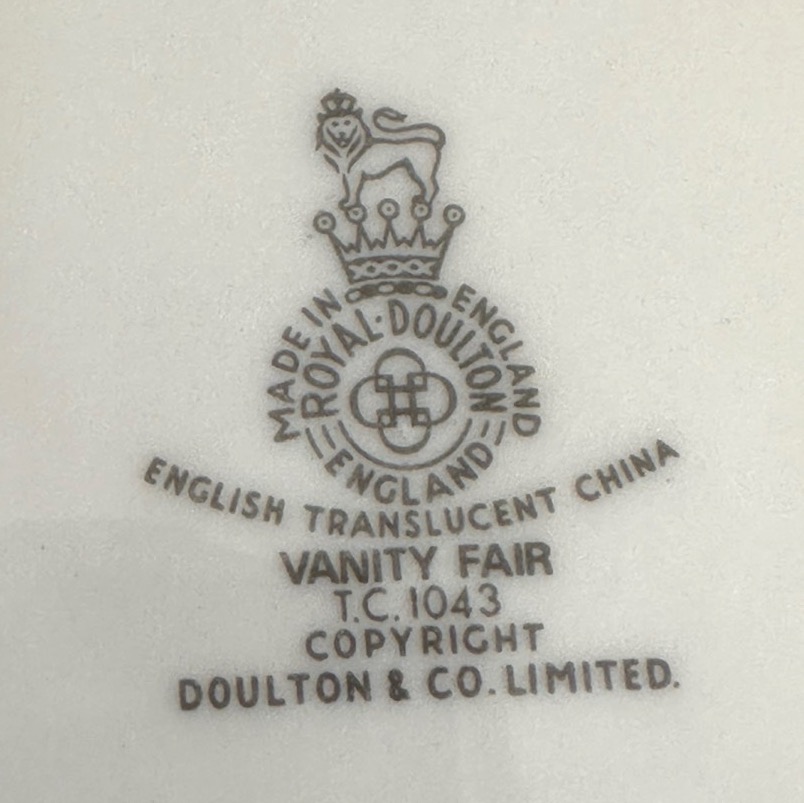 MADE IN ENGLAND
ROYAL·DOULTON
ENGLAND
ENGLISH TRANSLUCENT CHINA
VANITY FAIR
T.C. 1043
COPYRIGHT
DOULTON & CO. LIMITED.